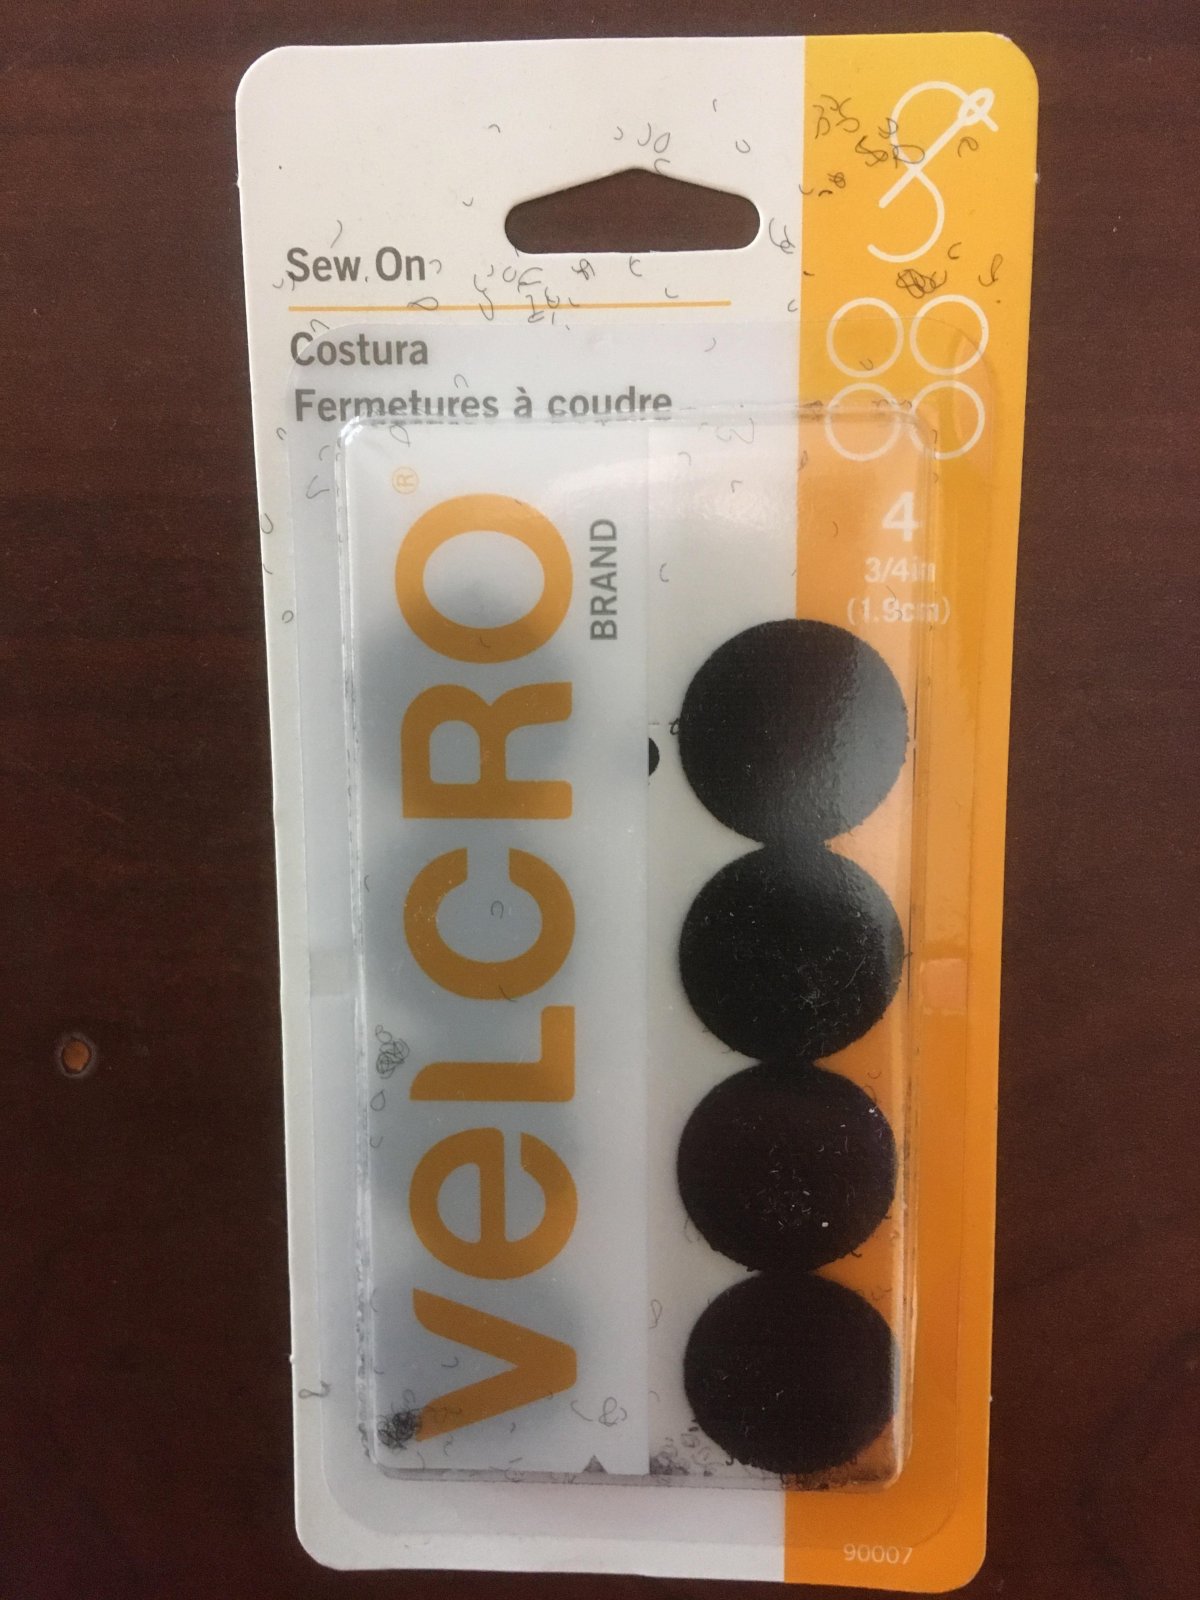 Sew On
Costura
Fermetures à coudre
VELCRO®
BRAND
4
3/4in
(1.9cm)
90007